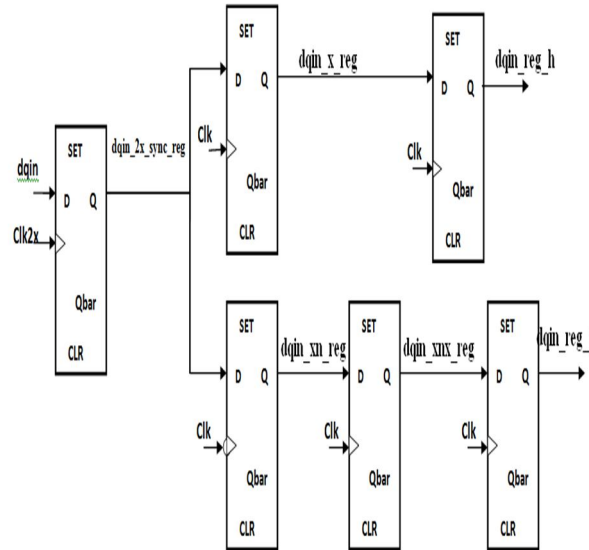 SET
D Q
Clk
Qbar
CLR
dqin_x_reg
SET
D Q
Clk
Qbar
CLR
dqin_reg_h
dqin
Clk2x
SET
D Q
Qbar
CLR
dqin_2x_sync_reg
SET
D Q
Clk
Qbar
CLR
dqin_xn_reg
SET
D Q
Clk
Qbar
CLR
dqin_xnx_reg
SET
D Q
Clk
Qbar
CLR
dqin_reg_